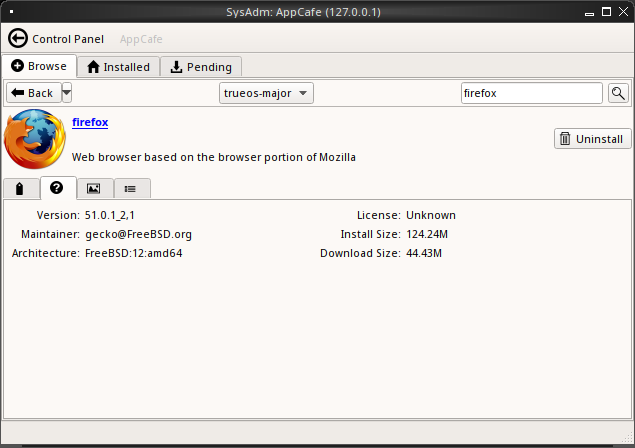 SysAdm: AppCafe (127.0.0.1)
Control Panel AppCafe
Browse Installed Pending
Back trueos-major firefox
firefox
Web browser based on the browser portion of Mozilla
Uninstall
Version: 51.0.1_2,1 License: Unknown
Maintainer: gecko@FreeBSD.org Install Size: 124.24M
Architecture: FreeBSD:12:amd64 Download Size: 44.43M